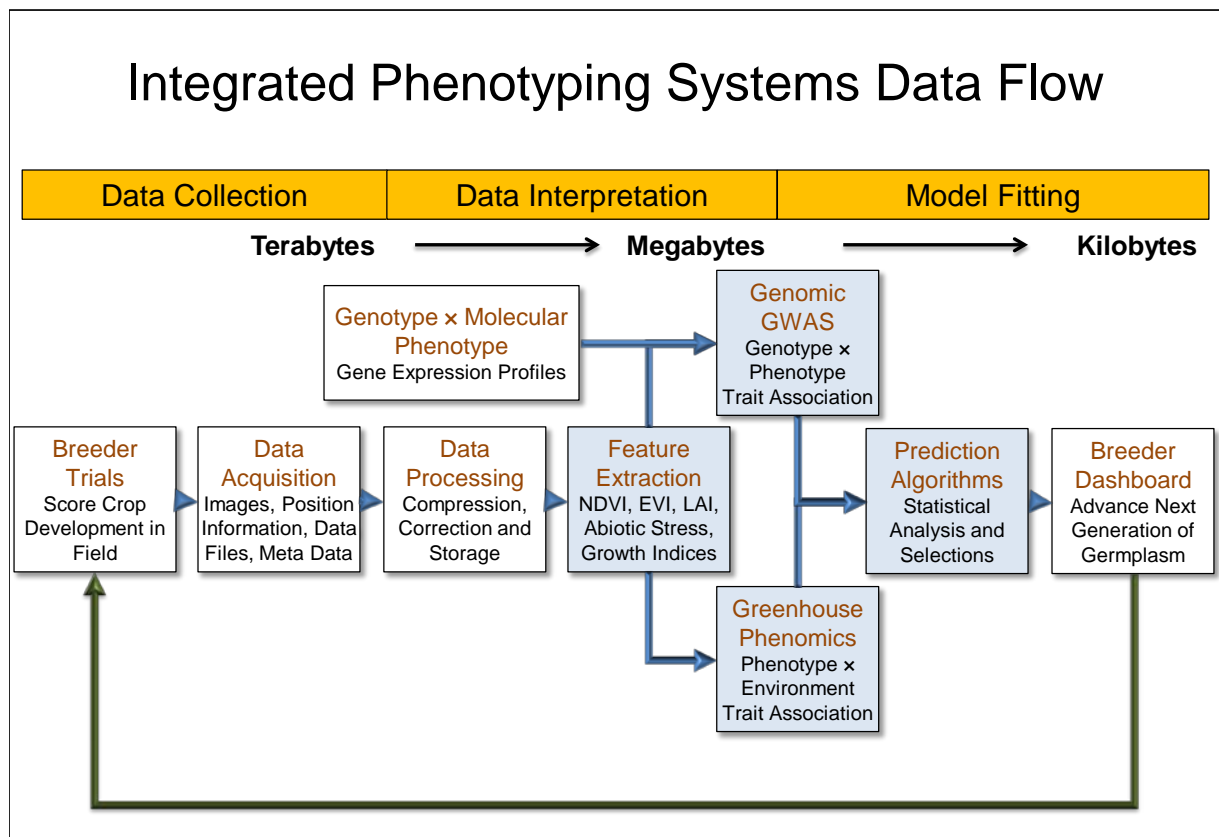 Integrated Phenotyping Systems Data Flow
Data Collection
Data Interpretation
Model Fitting
Terabytes
Megabytes
Kilobytes
Genotype × Molecular
Phenotype
Gene Expression Profiles
Genomic
GWAS
Genotype ×
Phenotype
Trait Association
Breeder
Trials
Score Crop
Development in
Field
Data
Acquisition
Images, Position
Information, Data
Files, Meta Data
Data
Processing
Compression,
Correction and
Storage
Feature
Extraction
NDVI, EVI, LAI,
Abiotic Stress,
Growth Indices
Prediction
Algorithms
Statistical
Analysis and
Selections
Breeder
Dashboard
Advance Next
Generation of
Germplasm
Greenhouse
Phenomics
Phenotype ×
Environment
Trait Association